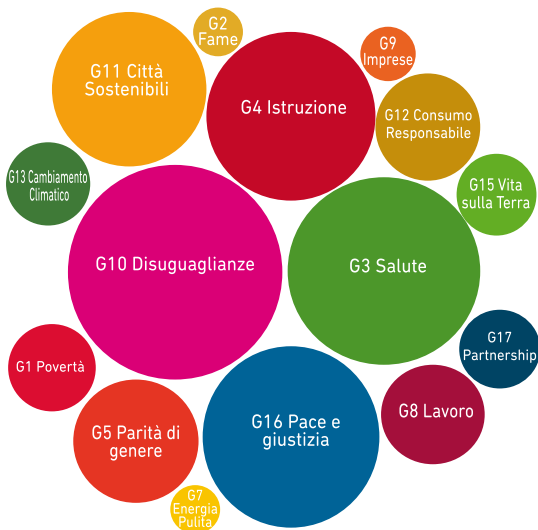 G2
Fame
G9
Imprese
G11 Città
Sostenibili
G4 Istruzione
G12 Consumo
Responsabile
G13 Cambiamento
Climatico
G15 Vita
sulla Terra
G10 Disuguaglianze
G3 Salute
G17
Partnership
G1 Povertà
G8 Lavoro
G5 Parità di
genere
G16 Pace e
giustizia
G7
Energia
Pulita